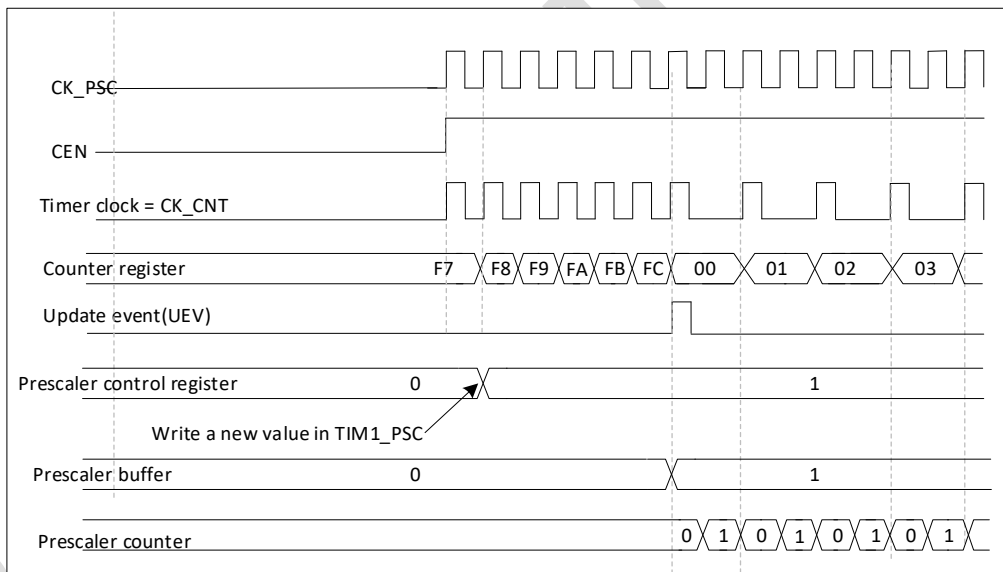 CK_PSC
CEN
Timer clock = CK_CNT
Counter register F7 F8 F9 FA FB FC 00 01 02 03
Update event(UEV)
Prescaler control register 0 1
Write a new value in TIM1_PSC
Prescaler buffer 0 1
Prescaler counter 0 1 0 1 0 1 0 1